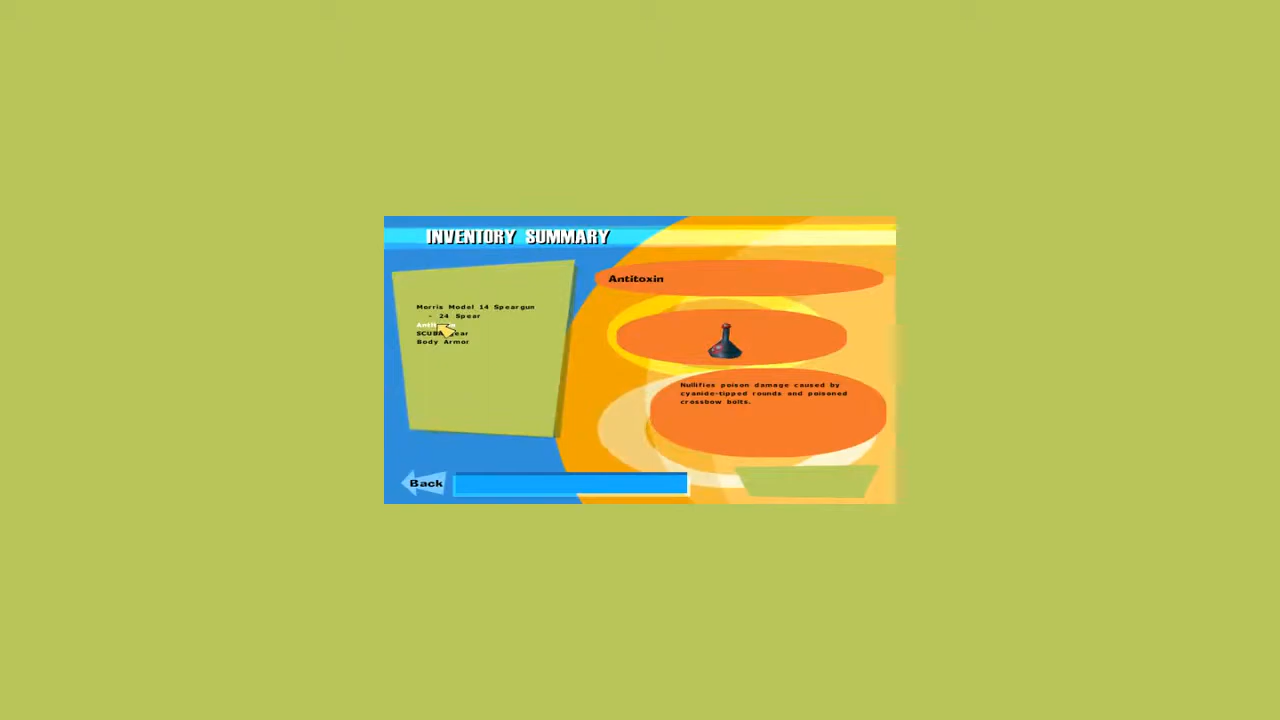 INVENTORY SUMMARY
Morris Model 14 Speargun
- 24 Spear
SCUBA
Body Armor
Antitoxin
Nullifies poison damage caused by
cyanide-tipped rounds and poisoned
crossbow bolts.
Back